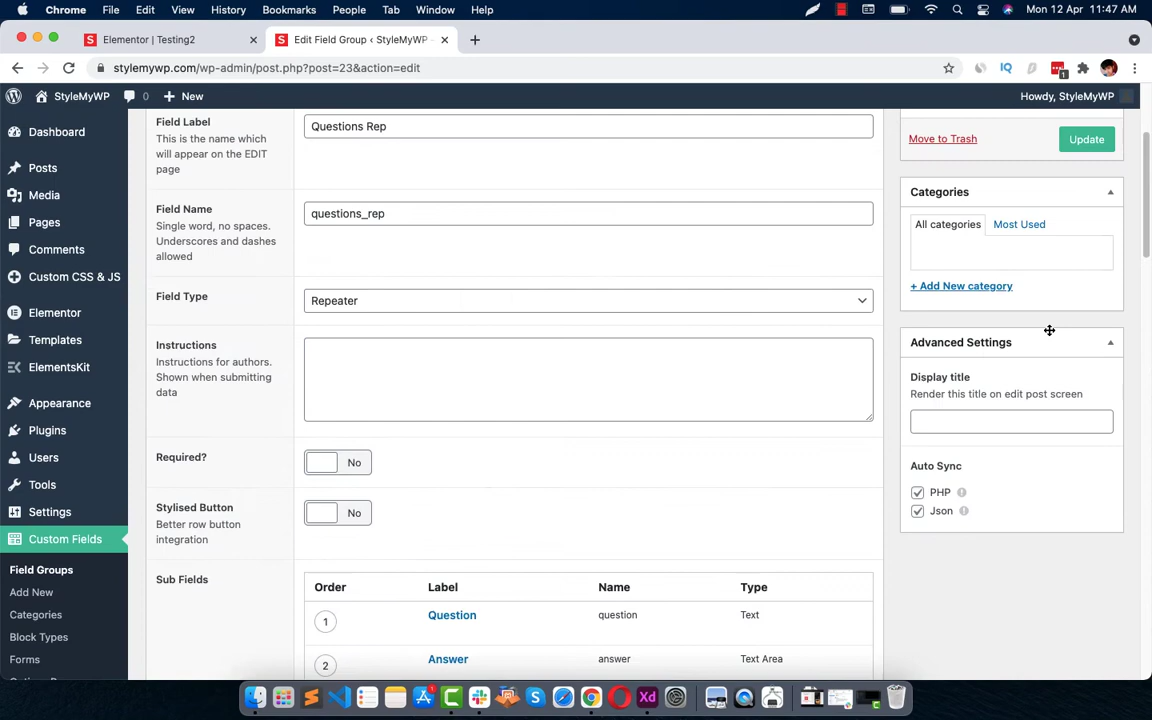 Chrome File Edit View History Bookmarks People Tab Window Help Mon 12 Apr 11:47 AM
Elementor | Testing2 Edit Field Group ‹ StyleMyWP –
stylemywp.com/wp-admin/post.php?post=23&action=edit IQ 1
StyleMyWP 0 New Howdy, StyleMyWP
Dashboard
Posts
Media
Pages
Comments
Custom CSS & JS
Elementor
Templates
ElementsKit
Appearance
Plugins
Users
Tools
Settings
Custom Fields
Field Groups
Add New
Categories
Block Types
Forms
Field Label
This is the name which
will appear on the EDIT
page
Questions Rep
Field Name
Single word, no spaces.
Underscores and dashes
allowed
questions_rep
Field Type
Repeater
Instructions
Instructions for authors.
Shown when submitting
data
Required?
No
Stylised Button
Better row button
integration
No
Sub Fields
Order Label Name Type
1 Question question Text
2 Answer answer Text Area
Move to Trash Update
Categories
All categories Most Used
+ Add New category
Advanced Settings
Display title
Render this title on edit post screen
Auto Sync
PHP
Json
Xd